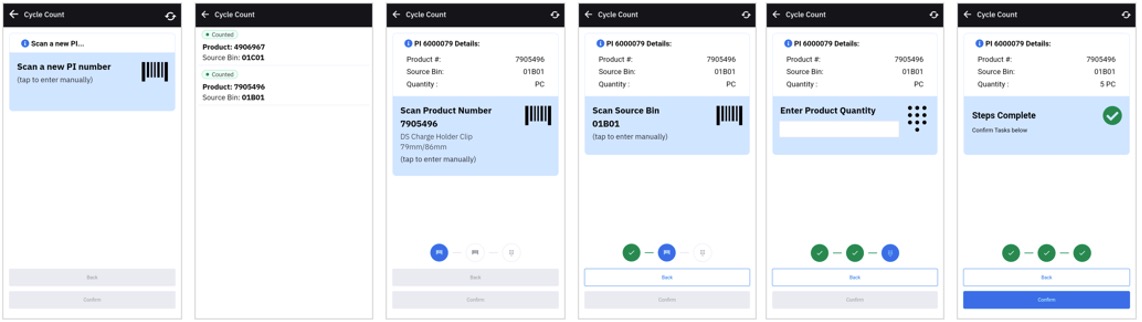 Cycle Count
Scan a new PI...
Scan a new PI number
(tap to enter manually)
Back
Confirm
Cycle Count
Counted
Product: 4906967
Source Bin: 01C01
Counted
Product: 7905496
Source Bin: 01B01
Cycle Count
PI 6000079 Details:
Product #: 7905496
Source Bin: 01B01
Quantity : PC
Scan Product Number
7905496
DS Charge Holder Clip
79mm/86mm
(tap to enter manually)
Back
Confirm
Cycle Count
PI 6000079 Details:
Product #: 7905496
Source Bin: 01B01
Quantity : PC
Scan Source Bin
01B01
(tap to enter manually)
Back
Confirm
Cycle Count
PI 6000079 Details:
Product #: 7905496
Source Bin: 01B01
Quantity : PC
Enter Product Quantity
Back
Confirm
Cycle Count
PI 6000079 Details:
Product #: 7905496
Source Bin: 01B01
Quantity : 5 PC
Steps Complete
Confirm Tasks below
Back
Confirm